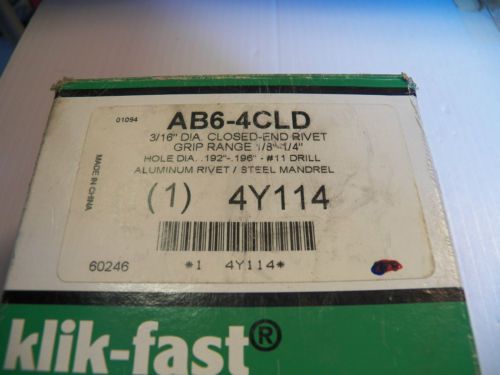 01094
AB6-4CLD
3/16" DIA. CLOSED-END RIVET
GRIP RANGE 1/8"-1/4"
HOLE DIA. .192"-.196" - #11 DRILL
ALUMINUM RIVET / STEEL MANDREL
MADE IN CHINA
(1) 4Y114
60246
*1 4Y114*
klik-fast®